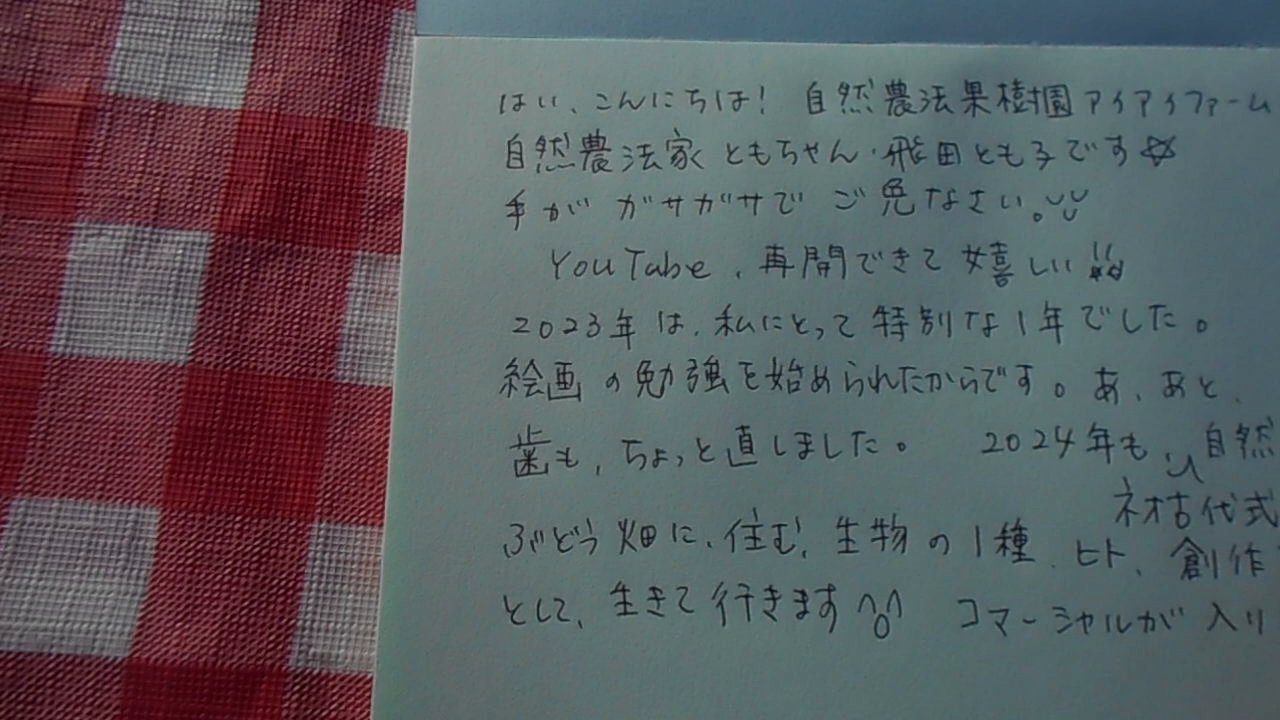 はい、こんにちは! 自然農法果樹園アイアイファーム
自然農法家ともちゃん・飛田とも子です☆
手がガサガサでご免なさい。
YouTube、再開できて嬉しい!!
2023年は、私にとって特別な1年でした。
絵画の勉強を始められたからです。あ、あと、
歯も、ちょっと直しました。 2024年も、自然
ネオ古代式
ぶどう畑に、住む、生物の1種、ヒト、創作
として、生きて行きます^^ コマーシャルが入り